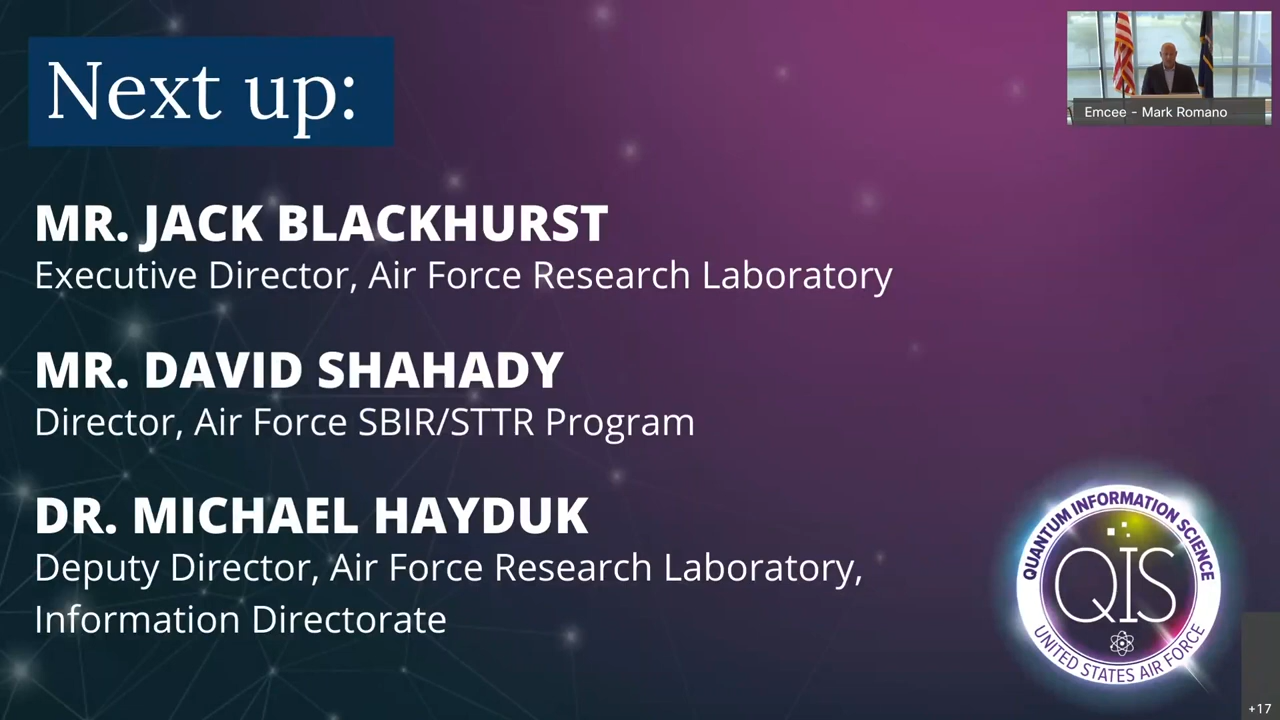 Next up:
Emcee - Mark Romano
MR. JACK BLACKHURST
Executive Director, Air Force Research Laboratory
MR. DAVID SHAHADY
Director, Air Force SBIR/STTR Program
DR. MICHAEL HAYDUK
Deputy Director, Air Force Research Laboratory,
Information Directorate
QUANTUM INFORMATION SCIENCE
QIS
UNITED STATES AIR FORCE
+17